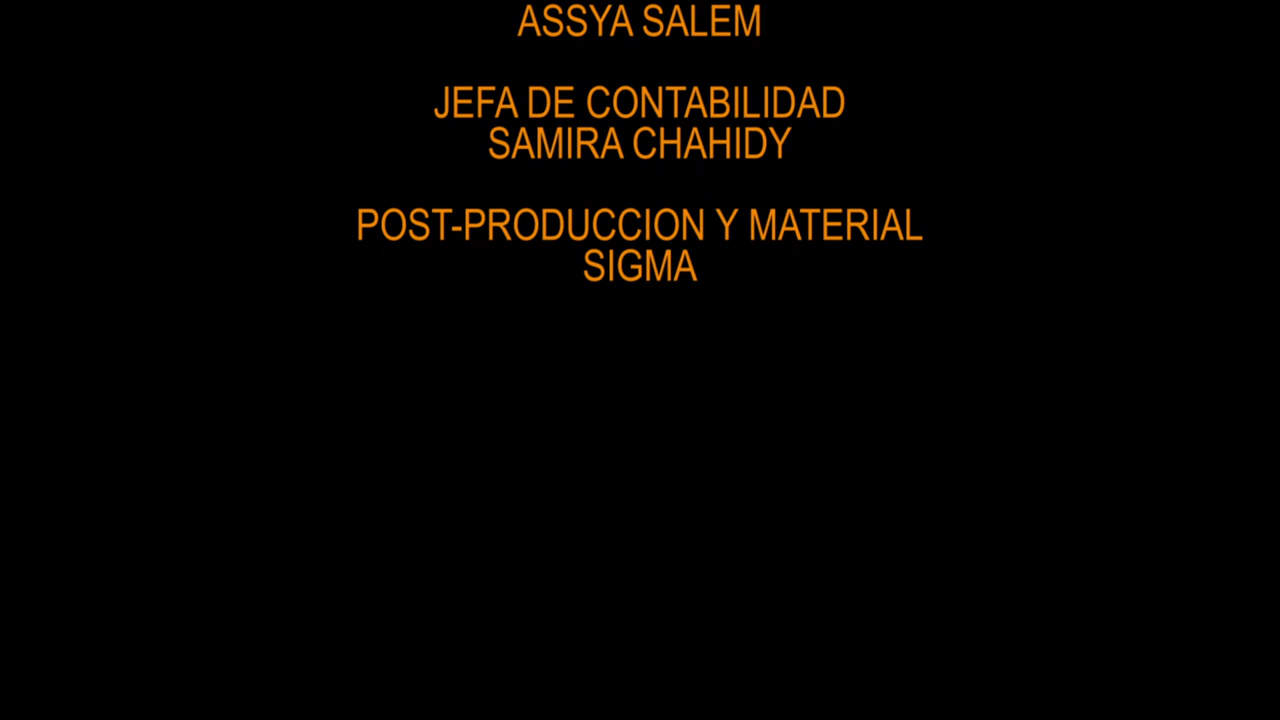 ASSYA SALEM
JEFA DE CONTABILIDAD
SAMIRA CHAHIDY
POST-PRODUCCION Y MATERIAL
SIGMA